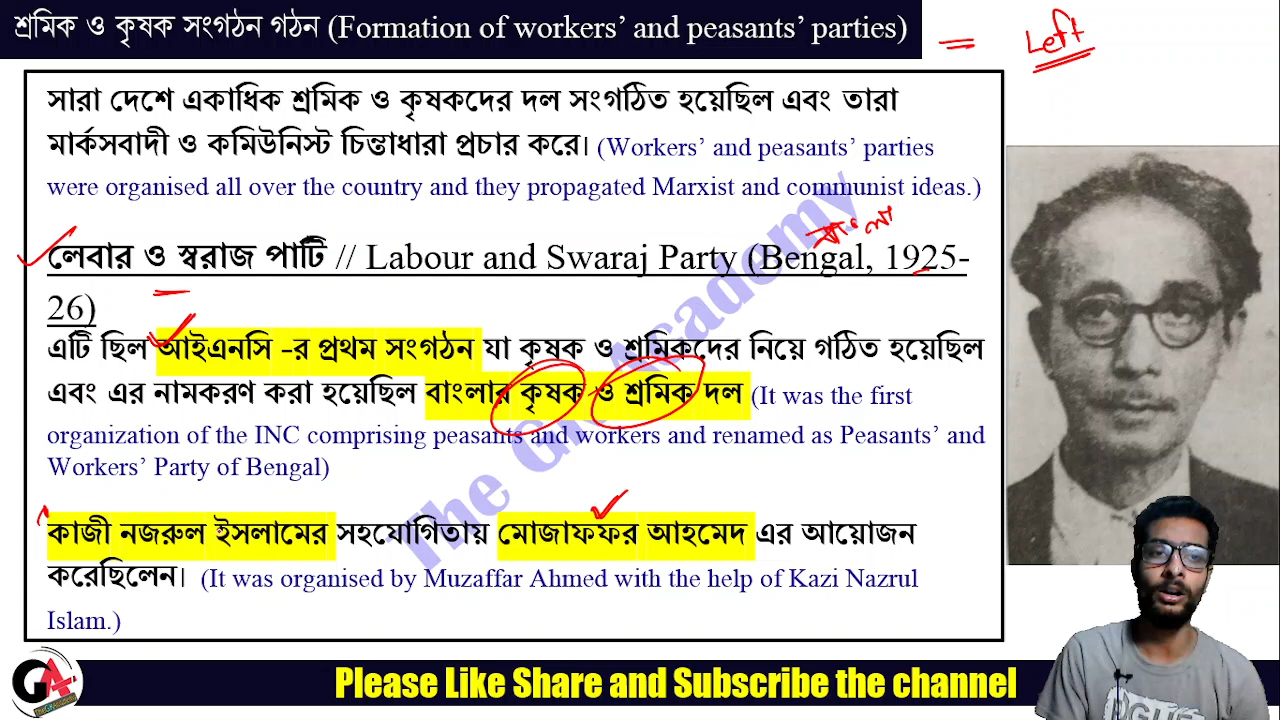 শ্রমিক ও কৃষক সংগঠন গঠন (Formation of workers’ and peasants’ parties)
Left
সারা দেশে একাধিক শ্রমিক ও কৃষকদের দল সংগঠিত হয়েছিল এবং তারা
মার্কসবাদী ও কমিউনিস্ট চিন্তাধারা প্রচার করে। (Workers’ and peasants’ parties
were organised all over the country and they propagated Marxist and communist ideas.)
বাংলা
লেবার ও স্বরাজ পার্টি // Labour and Swaraj Party (Bengal, 1925-
26)
এটি ছিল আইএনসি -র প্রথম সংগঠন যা কৃষক ও শ্রমিকদের নিয়ে গঠিত হয়েছিল
এবং এর নামকরণ করা হয়েছিল বাংলার কৃষক ও শ্রমিক দল (It was the first
organization of the INC comprising peasants and workers and renamed as Peasants’ and
Workers’ Party of Bengal)
কাজী নজরুল ইসলামের সহযোগিতায় মোজাফফর আহমেদ এর আয়োজন
করেছিলেন। (It was organised by Muzaffar Ahmed with the help of Kazi Nazrul
Islam.)
GA
Please Like Share and Subscribe the channel